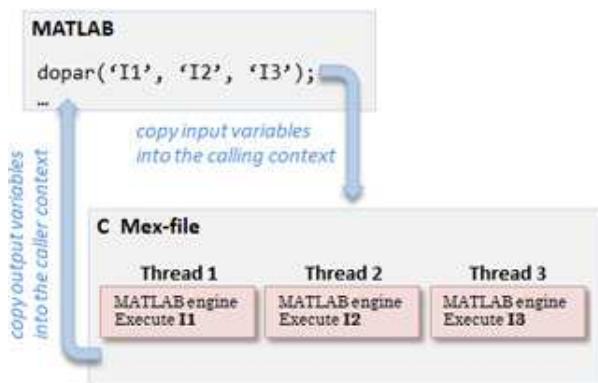 MATLAB
dopar(‘I1’, ‘I2’, ‘I3’);
…
copy input variables
into the calling context
copy output variables
into the caller context
C Mex-file
Thread 1
MATLAB engine
Execute I1
Thread 2
MATLAB engine
Execute I2
Thread 3
MATLAB engine
Execute I3